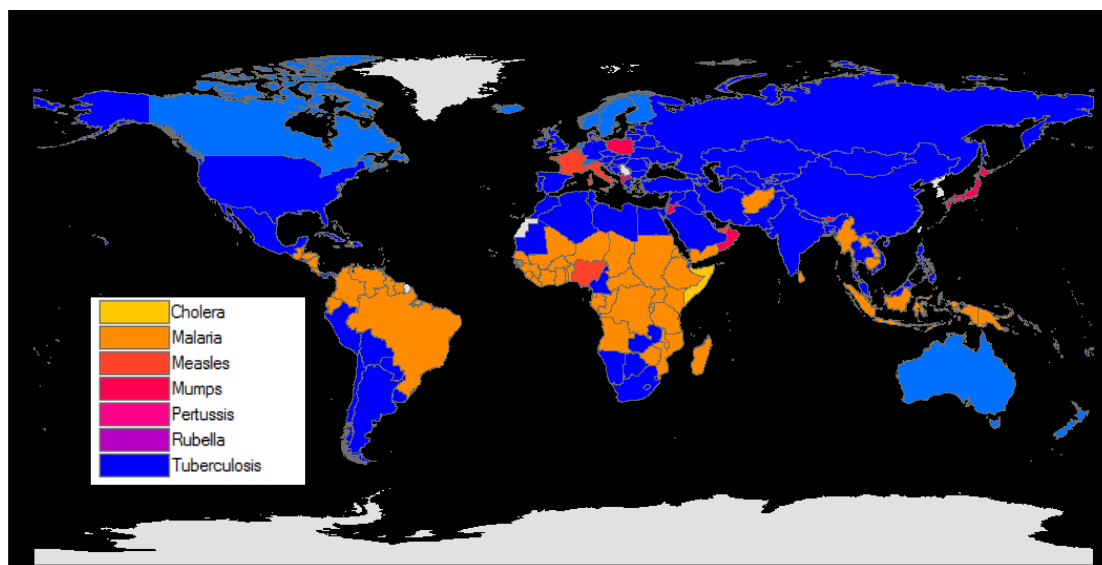 Cholera
Malaria
Measles
Mumps
Pertussis
Rubella
Tuberculosis